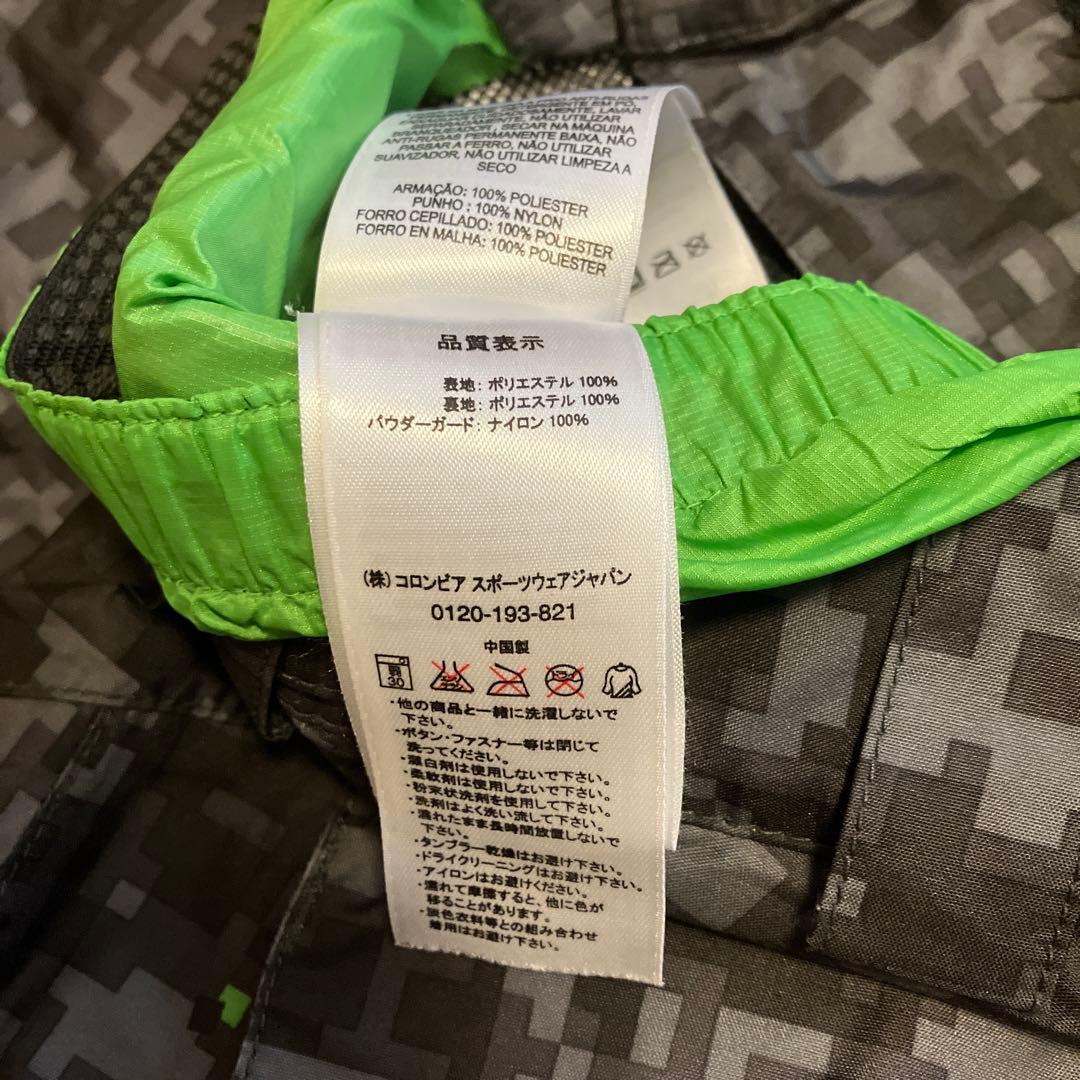 EM PÓ,
LAVAR
NÃO UTILIZAR
SECAR NA MÁQUINA
PERMANENTE BAIXA, NÃO
PASSAR A FERRO, NÃO UTILIZAR
SUAVIZADOR, NÃO UTILIZAR LIMPEZA A
SECO
ARMAÇÃO: 100% POLIESTER
PUNHO : 100% NYLON
FORRO CEPILLADO: 100% POLIESTER
FORRO EN MALHA: 100% POLIESTER
品質表示
表地: ポリエステル 100%
裏地: ポリエステル 100%
パウダーガード: ナイロン 100%
(株) コロンビア スポーツウェアジャパン
0120-193-821
中国製
弱
30
・他の商品と一緒に洗濯しないで
下さい。
・ボタン・ファスナー等は閉じて
洗ってください。
・漂白剤は使用しないで下さい。
・柔軟剤は使用しないで下さい。
・粉末状洗剤を使用して下さい。
・洗剤はよく洗い流して下さい。
・濡れたまま長時間放置しないで
下さい。
・タンブラー乾燥はお避け下さい。
・ドライクリーニングはお避け下さい。
・アイロンはお避けください。
・濡れて摩擦すると、他に色が
移ることがあります。
・淡色衣料等との組み合わせ
着用はお避け下さい。